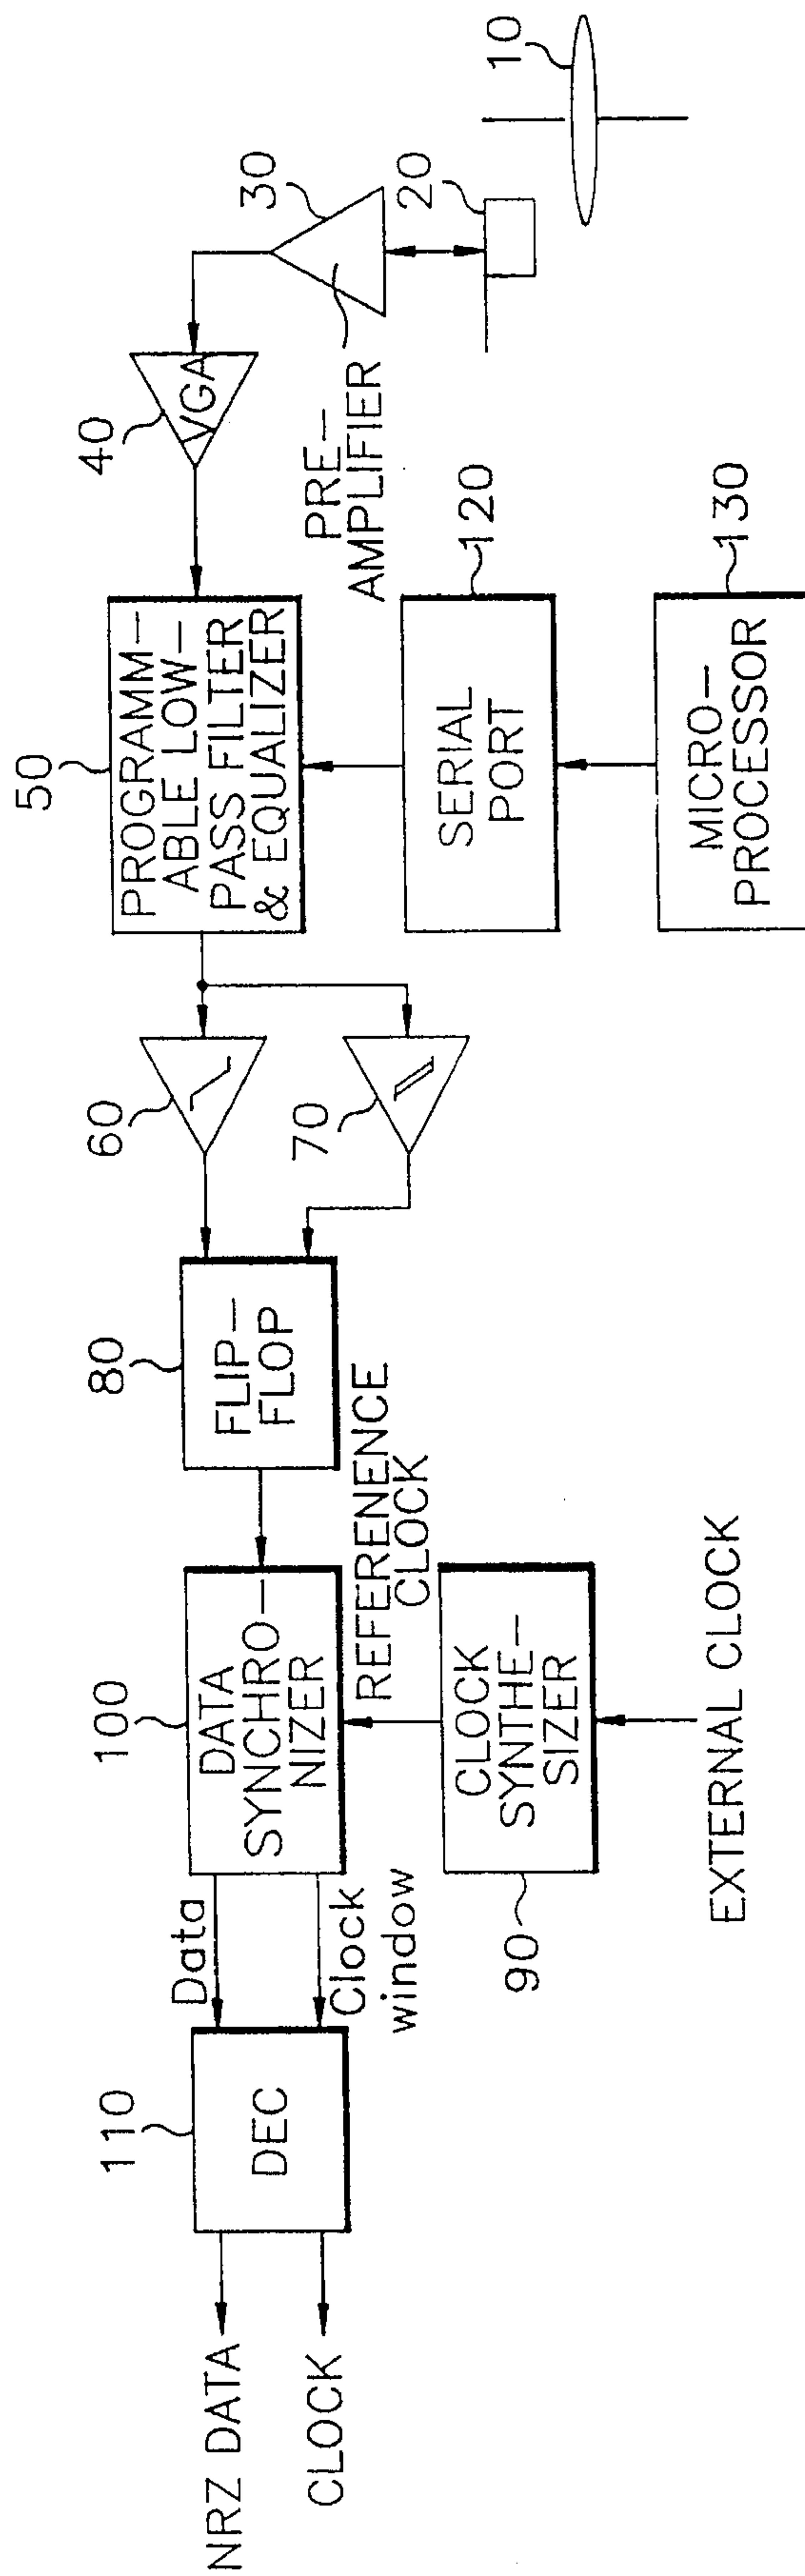 10
20
30
PRE-
AMPLIFIER
40
VGA
50
PROGRAMM-
ABLE LOW-
PASS FILTER
& EQUALIZER
120
SERIAL
PORT
130
MICRO-
PROCESSOR
60
70
80
FLIP-
FLOP
100
DATA
SYNCHRO-
NIZER
REFERENENCE
CLOCK
CLOCK
SYNTHE-
SIZER
90
EXTERNAL CLOCK
Data
Clock
window
110
DEC
NRZ DATA
CLOCK